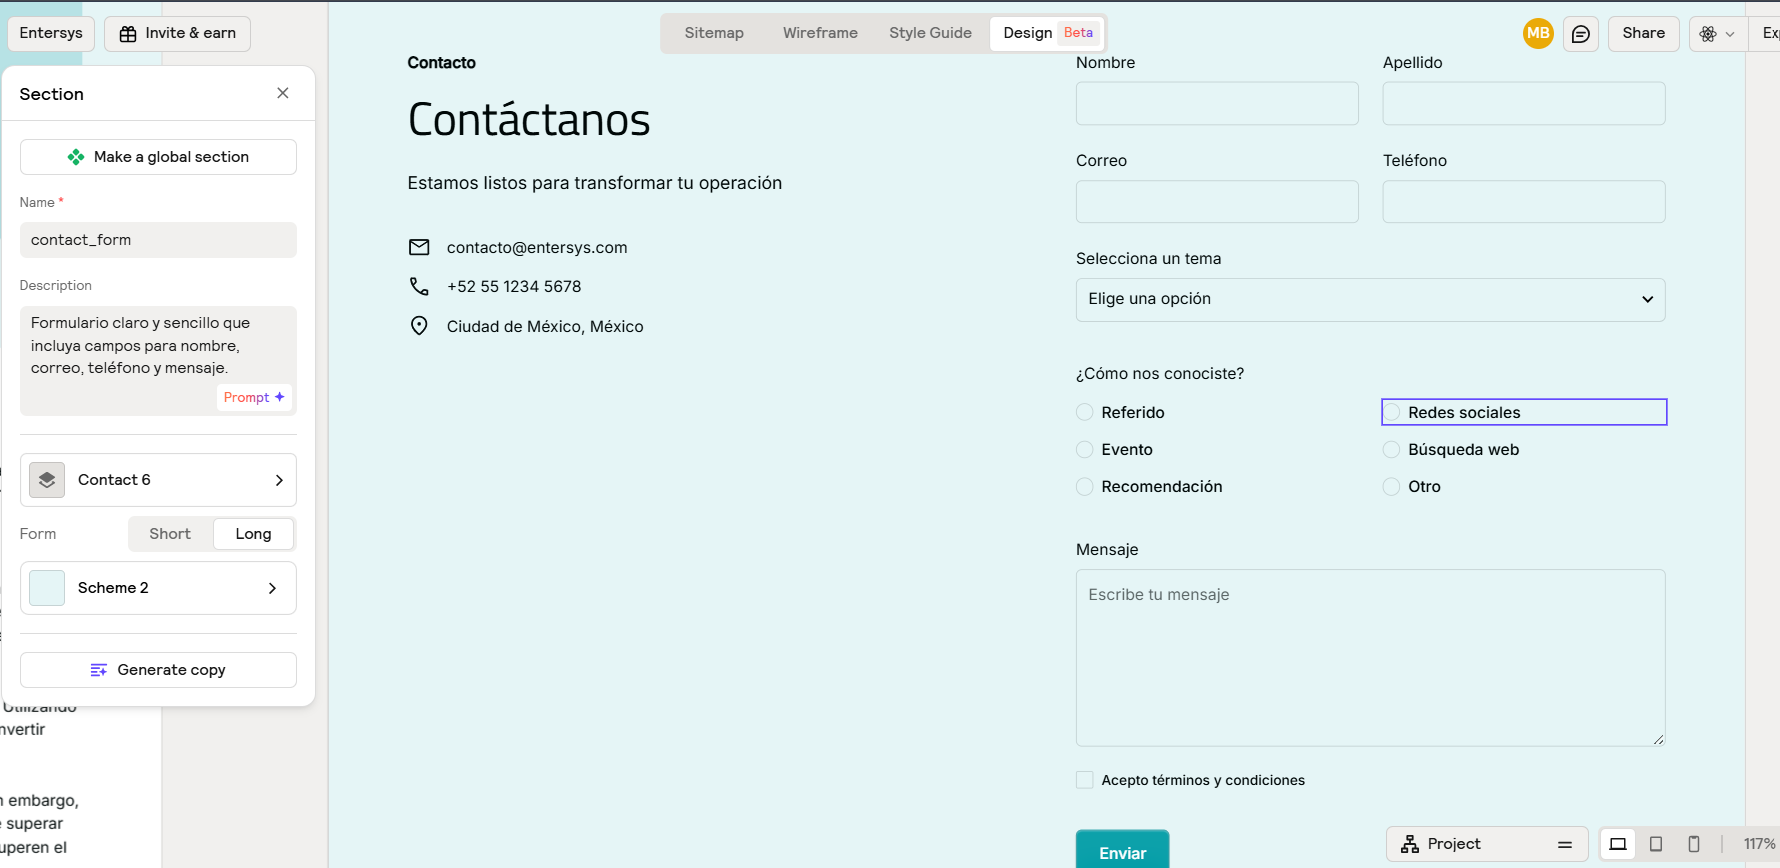 Entersys
Invite & earn
Sitemap
Wireframe
Style Guide
Design
Beta
MB
Share
Section
Make a global section
Name *
contact_form
Description
Formulario claro y sencillo que
incluya campos para nombre,
correo, teléfono y mensaje.
Prompt
Contact 6
Form
Short
Long
Scheme 2
Generate copy
Utilizando
nvertir
n embargo,
superar
uperen el
Contacto
Contáctanos
Estamos listos para transformar tu operación
contacto@entersys.com
+52 55 1234 5678
Ciudad de México, México
Nombre
Apellido
Correo
Teléfono
Selecciona un tema
Elige una opción
¿Cómo nos conociste?
Referido
Redes sociales
Evento
Búsqueda web
Recomendación
Otro
Mensaje
Escribe tu mensaje
Acepto términos y condiciones
Enviar
Project
117%